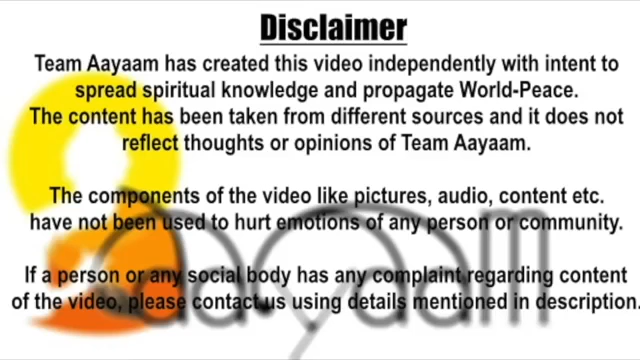 Disclaimer
Team Aayaam has created this video independently with intent to
spread spiritual knowledge and propagate World-Peace.
The content has been taken from different sources and it does not
reflect thoughts or opinions of Team Aayaam.
The components of the video like pictures, audio, content etc.
have not been used to hurt emotions of any person or community.
If a person or any social body has any complaint regarding content
of the video, please contact us using details mentioned in description.
aayaam